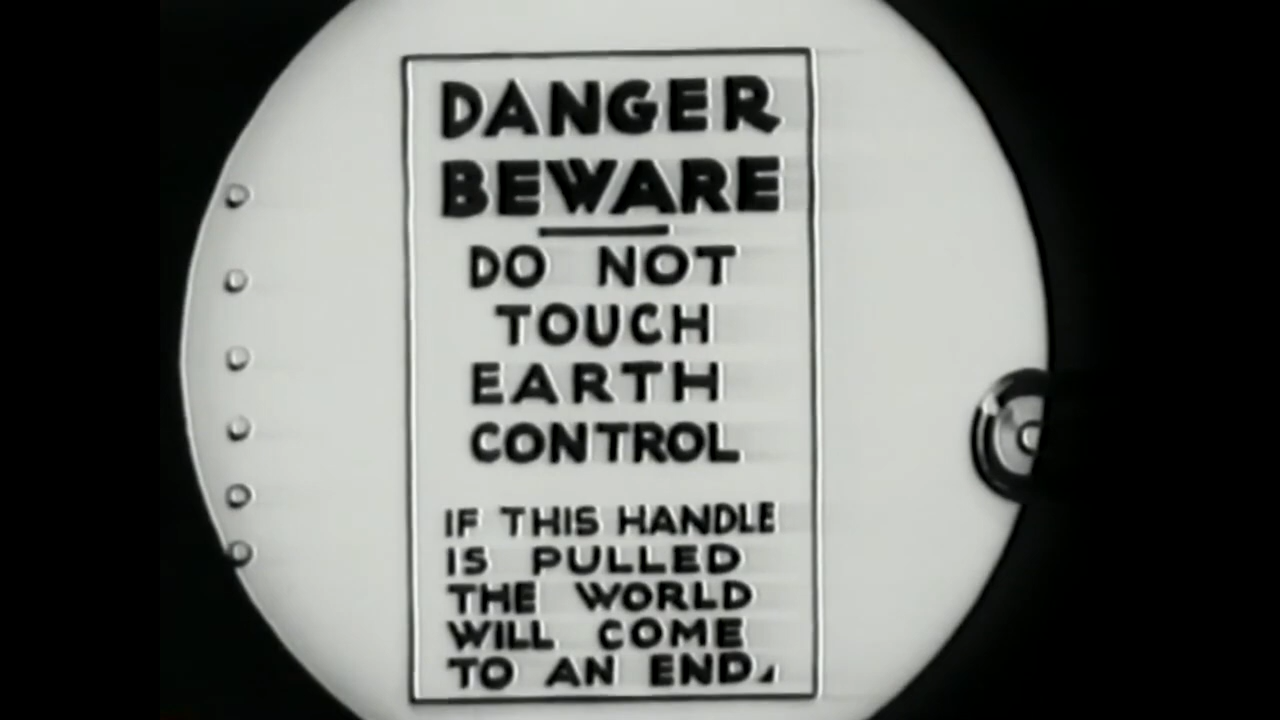 DANGER
BEWARE
DO NOT
TOUCH
EARTH
CONTROL
IF THIS HANDLE
IS PULLED
THE WORLD
WILL COME
TO AN END.